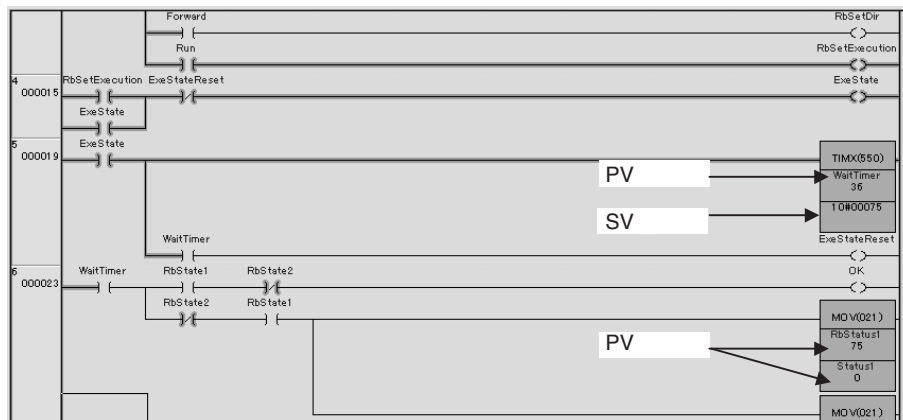 Forward RbSetDir
Run RbSetExecution
4 RbSetExecution ExeStateReset ExeState
000015
ExeState
5 ExeState
000019 TIMX(550)
PV WaitTimer
36
SV 10#00075
WaitTimer ExeStateReset
6 WaitTimer RbState1 RbState2 OK
000023
RbState2 RbState1
MOV(021)
PV RbStatus1
75
Status1
0
MOV(021)